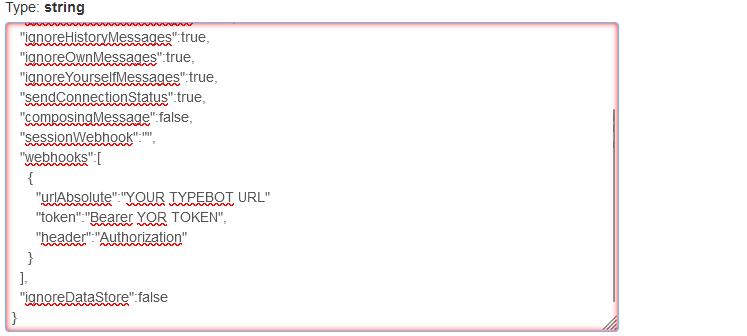 Type: string
"ignoreHistoryMessages":true,
"ignoreOwnMessages":true,
"ignoreYourselfMessages":true,
"sendConnectionStatus":true,
"composingMessage":false,
"sessionWebhook":"",
"webhooks":[
{
"urlAbsolute":"YOUR TYPEBOT URL"
"token":"Bearer YOR TOKEN",
"header":"Authorization"
}
],
"ignoreDataStore":false
}